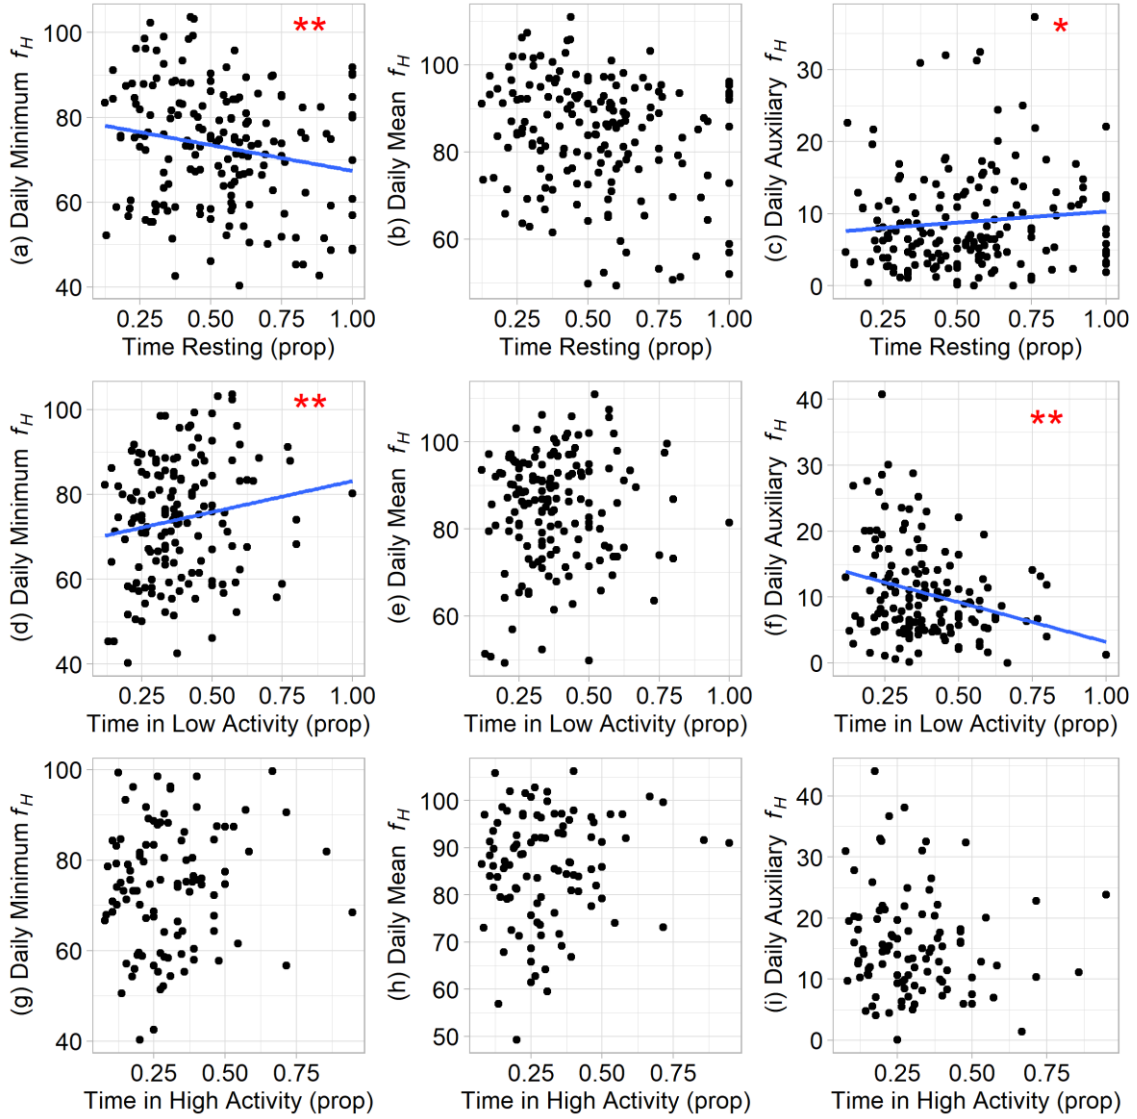 (a) Daily Minimum fH
100
80
60
40
**
0.25 0.50 0.75 1.00
Time Resting (prop)
(b) Daily Mean fH
100
80
60
0.25 0.50 0.75 1.00
Time Resting (prop)
(c) Daily Auxiliary fH
30
20
10
0
*
0.25 0.50 0.75 1.00
Time Resting (prop)
(d) Daily Minimum fH
100
80
60
40
**
0.25 0.50 0.75 1.00
Time in Low Activity (prop)
(e) Daily Mean fH
100
80
60
0.25 0.50 0.75 1.00
Time in Low Activity (prop)
(f) Daily Auxiliary fH
40
30
20
10
0
**
0.25 0.50 0.75 1.00
Time in Low Activity (prop)
(g) Daily Minimum fH
100
80
60
40
0.25 0.50 0.75
Time in High Activity (prop)
(h) Daily Mean fH
100
90
80
70
60
50
0.25 0.50 0.75
Time in High Activity (prop)
(i) Daily Auxiliary fH
40
30
20
10
0
0.25 0.50 0.75
Time in High Activity (prop)